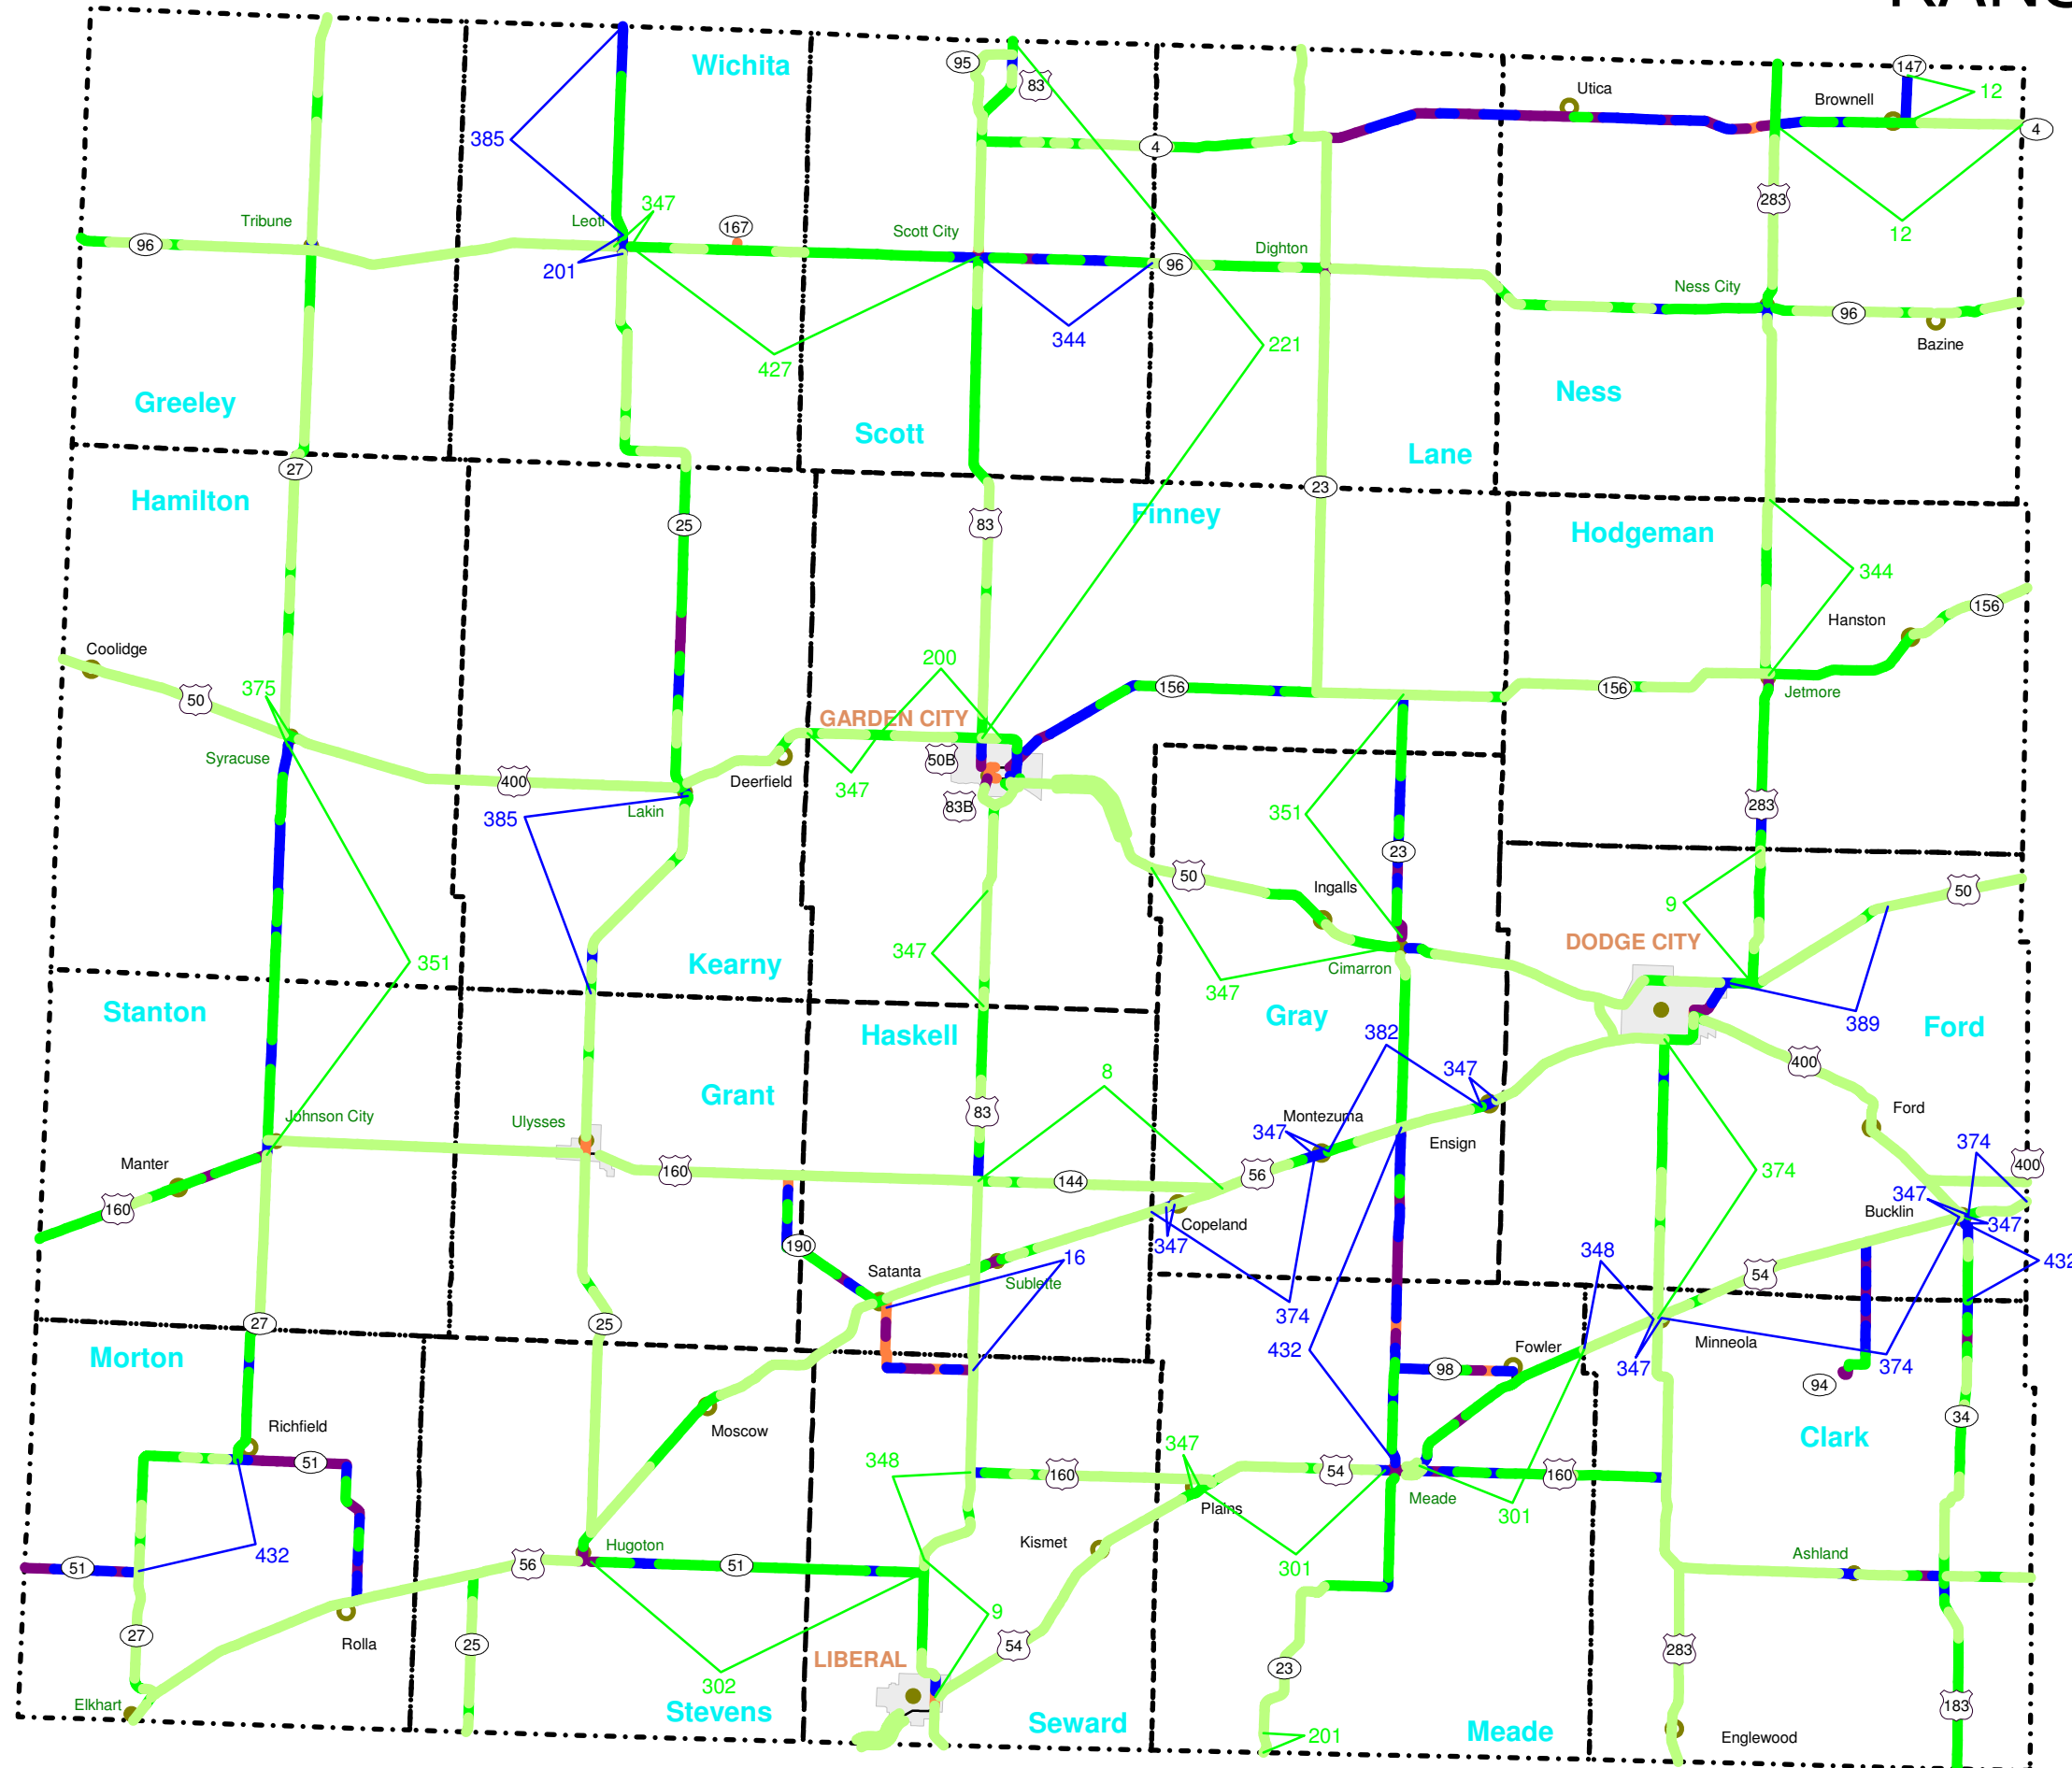 Wichita
95
83
Utica
147
Brownell
12
4
385
4
283
347
167
Tribune
Leoti
96
Scott City
Dighton
96
12
201
Ness City
96
344
221
Bazine
427
Greeley
Scott
Ness
Lane
27
Hamilton
23
25
83
Finney
Hodgeman
344
156
Hanston
Coolidge
200
375
50
156
156
Jetmore
GARDEN CITY
Syracuse
50B
400
Deerfield
347
83B
Lakin
385
351
283
23
50
Ingalls
50
9
DODGE CITY
347
Kearny
Cimarron
351
347
Stanton
Gray
389
Ford
Haskell
382
400
8
347
Grant
Ford
83
Johnson City
Ulysses
Montezuma
347
Ensign
374
Manter
160
56
374
400
144
160
347
Bucklin
Copeland
347
347
190
348
16
Satanta
Sublette
54
432
374
27
25
432
Minneola
Fowler
Morton
98
347
374
94
Richfield
Moscow
34
Clark
347
348
51
160
54
160
Meade
Plains
301
Kismet
Hugoton
432
51
56
51
301
Ashland
9
27
25
Rolla
54
283
LIBERAL
23
302
Elkhart
Stevens
Seward
201
Meade
183
Englewood